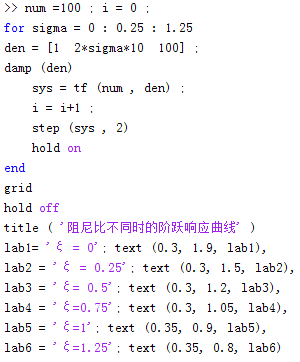 >> num =100 ; i = 0 ;
for sigma = 0 : 0.25 : 1.25
den = [1  2*sigma*10  100] ;
damp (den)
    sys = tf (num , den) ;
    i = i+1 ;
    step (sys , 2)
    hold on
end
grid
hold off
title ( '阻尼比不同时的阶跃响应曲线' )
lab1= 'ξ = 0'; text (0.3, 1.9, lab1),
lab2 = 'ξ = 0.25'; text (0.3, 1.5, lab2),
lab3 = 'ξ= 0.5'; text (0.3, 1.2, lab3),
lab4 = 'ξ=0.75'; text (0.3, 1.05, lab4),
lab5 = 'ξ=1'; text (0.35, 0.9, lab5),
lab6 ='ξ=1.25'; text (0.35, 0.8, lab6)